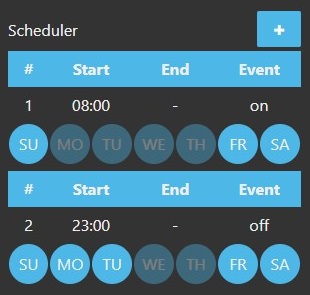 Scheduler +
# Start End Event
1 08:00 - on
SU MO TU WE TH FR SA
# Start End Event
2 23:00 - off
SU MO TU WE TH FR SA